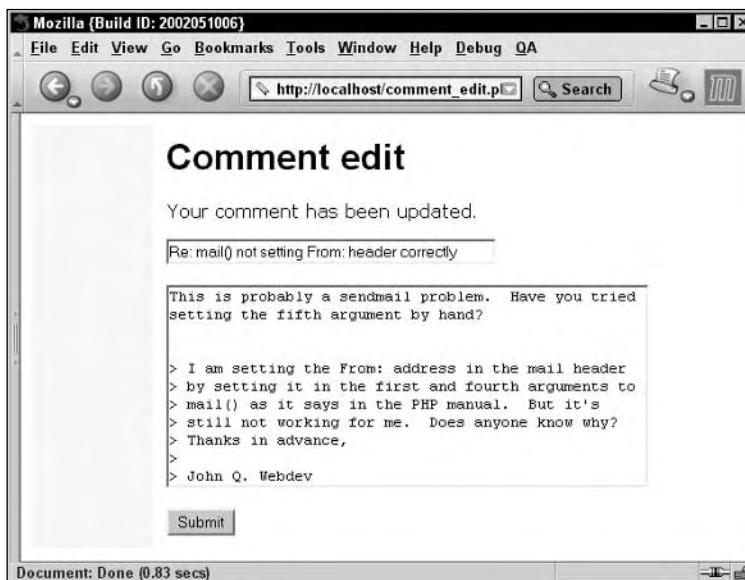 Mozilla {Build ID: 2002051006}
File Edit View Go Bookmarks Tools Window Help Debug QA
http://localhost/comment_edit.p
Search
Comment edit
Your comment has been updated.
Re: mail() not setting From: header correctly
This is probably a sendmail problem.  Have you tried
setting the fifth argument by hand?
> I am setting the From: address in the mail header
> by setting it in the first and fourth arguments to
> mail() as it says in the PHP manual.  But it's
> still not working for me.  Does anyone know why?
> Thanks in advance,
>
> John Q. Webdev
Submit
Document: Done (0.83 secs)